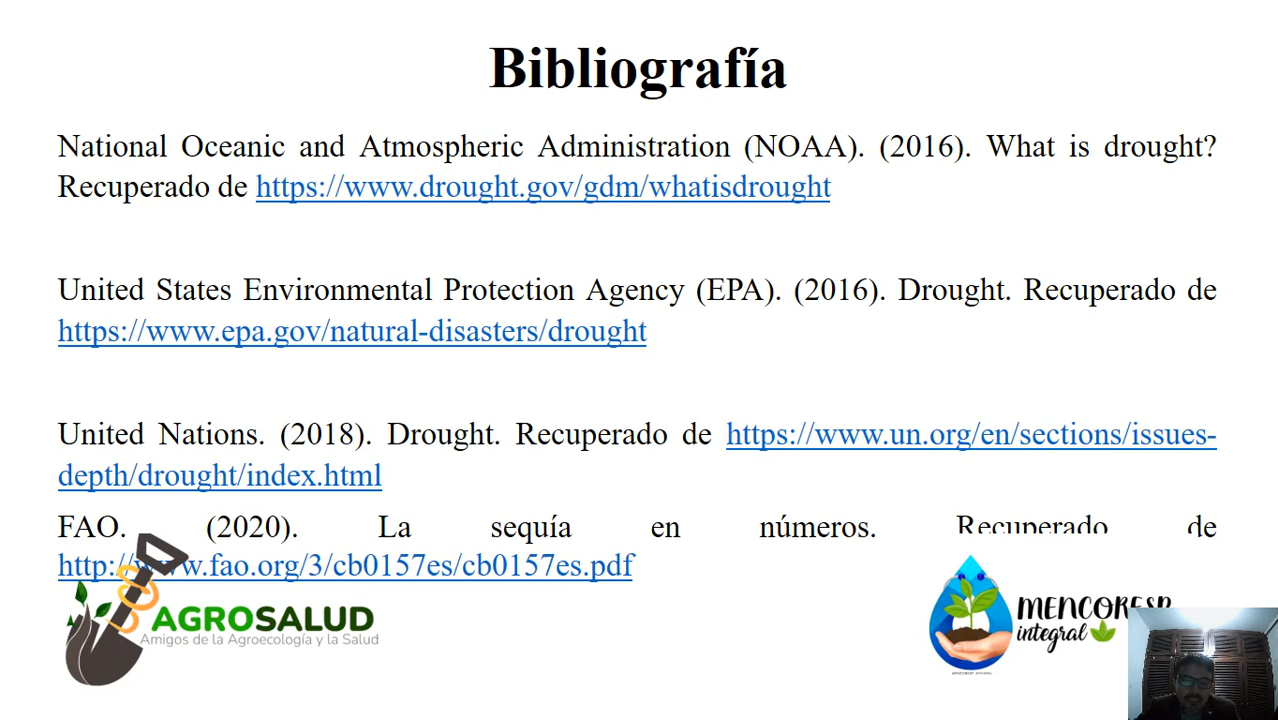 Bibliografía
National Oceanic and Atmospheric Administration (NOAA). (2016). What is drought?
Recuperado de https://www.drought.gov/gdm/whatisdrought
United States Environmental Protection Agency (EPA). (2016). Drought. Recuperado de
https://www.epa.gov/natural-disasters/drought
United Nations. (2018). Drought. Recuperado de https://www.un.org/en/sections/issues-
depth/drought/index.html
FAO. (2020). La sequía en números. Recuperado de
http://www.fao.org/3/cb0157es/cb0157es.pdf
AGROSALUD
Amigos de la Agroecología y la Salud
MENCORESP
integral
MENCORESP INTEGRAL